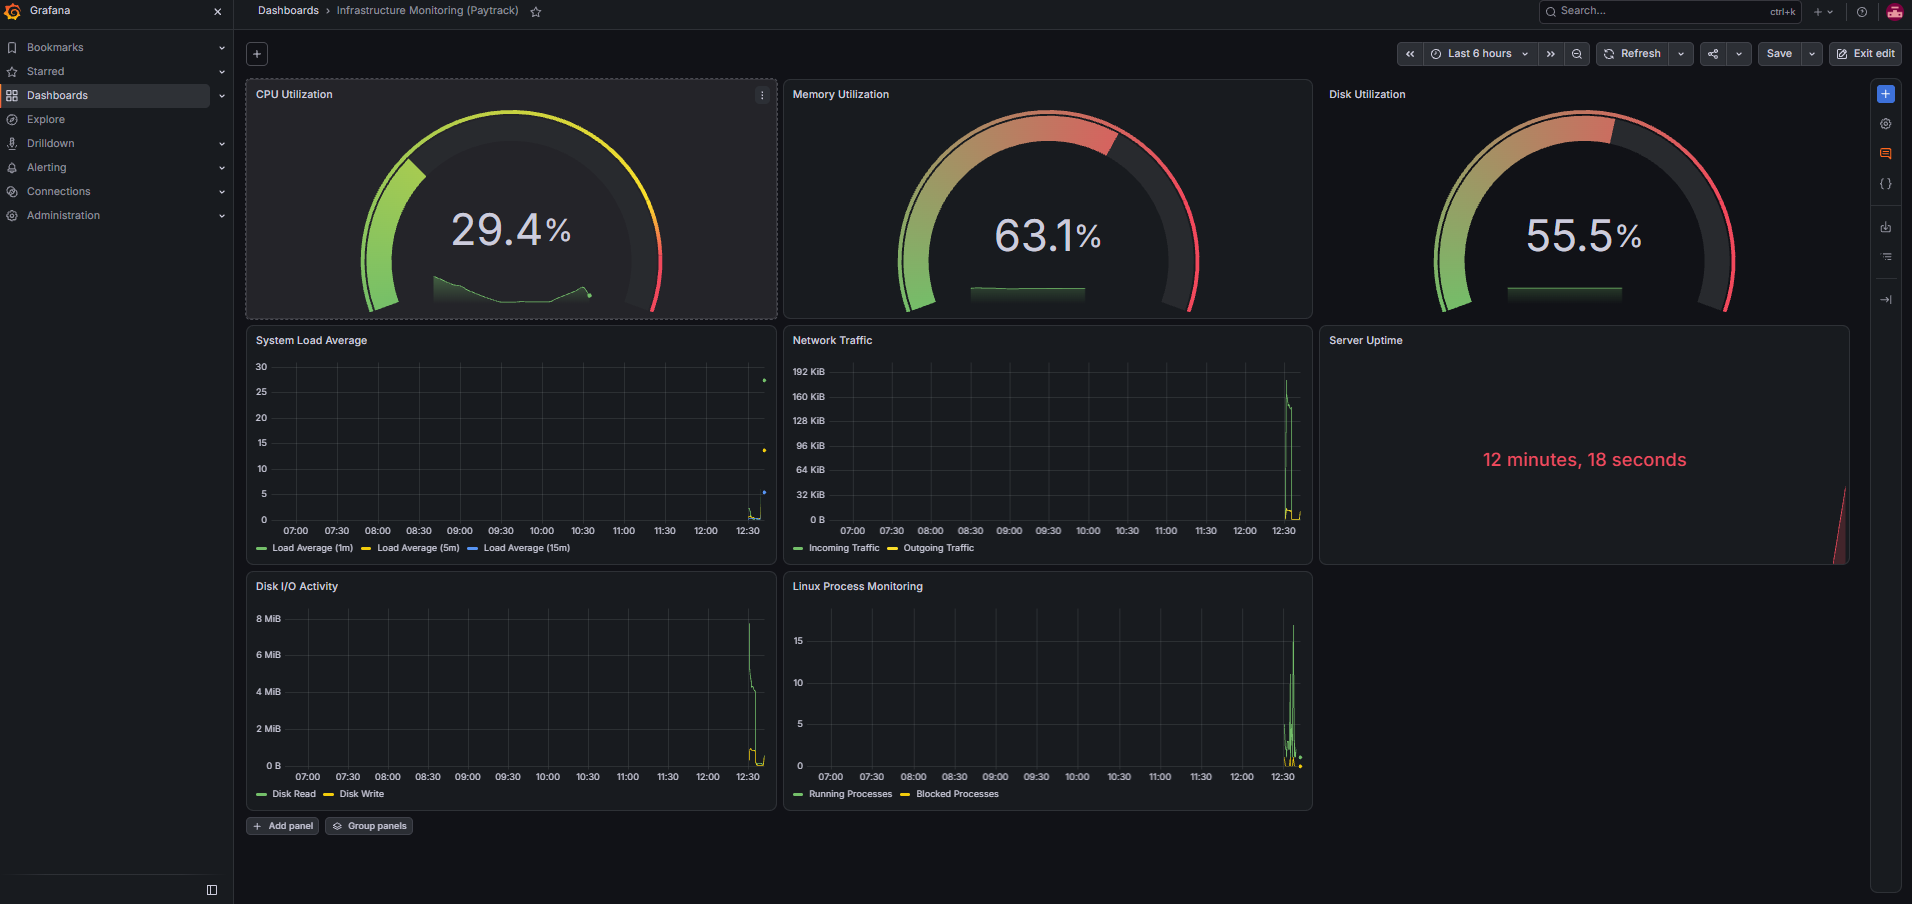 Grafana
Dashboards › Infrastructure Monitoring (Paytrack)
Search...
ctrl+k
Bookmarks
Starred
Dashboards
Explore
Drilldown
Alerting
Connections
Administration
Last 6 hours
Refresh
Save
Exit edit
CPU Utilization
29.4%
Memory Utilization
63.1%
Disk Utilization
55.5%
System Load Average
30
25
20
15
10
5
0
07:00 07:30 08:00 08:30 09:00 09:30 10:00 10:30 11:00 11:30 12:00 12:30
Load Average (1m) Load Average (5m) Load Average (15m)
Network Traffic
192 KiB
160 KiB
128 KiB
96 KiB
64 KiB
32 KiB
0 B
07:00 07:30 08:00 08:30 09:00 09:30 10:00 10:30 11:00 11:30 12:00 12:30
Incoming Traffic Outgoing Traffic
Server Uptime
12 minutes, 18 seconds
Disk I/O Activity
8 MiB
6 MiB
4 MiB
2 MiB
0 B
07:00 07:30 08:00 08:30 09:00 09:30 10:00 10:30 11:00 11:30 12:00 12:30
Disk Read Disk Write
Linux Process Monitoring
15
10
5
0
07:00 07:30 08:00 08:30 09:00 09:30 10:00 10:30 11:00 11:30 12:00 12:30
Running Processes Blocked Processes
Add panel
Group panels